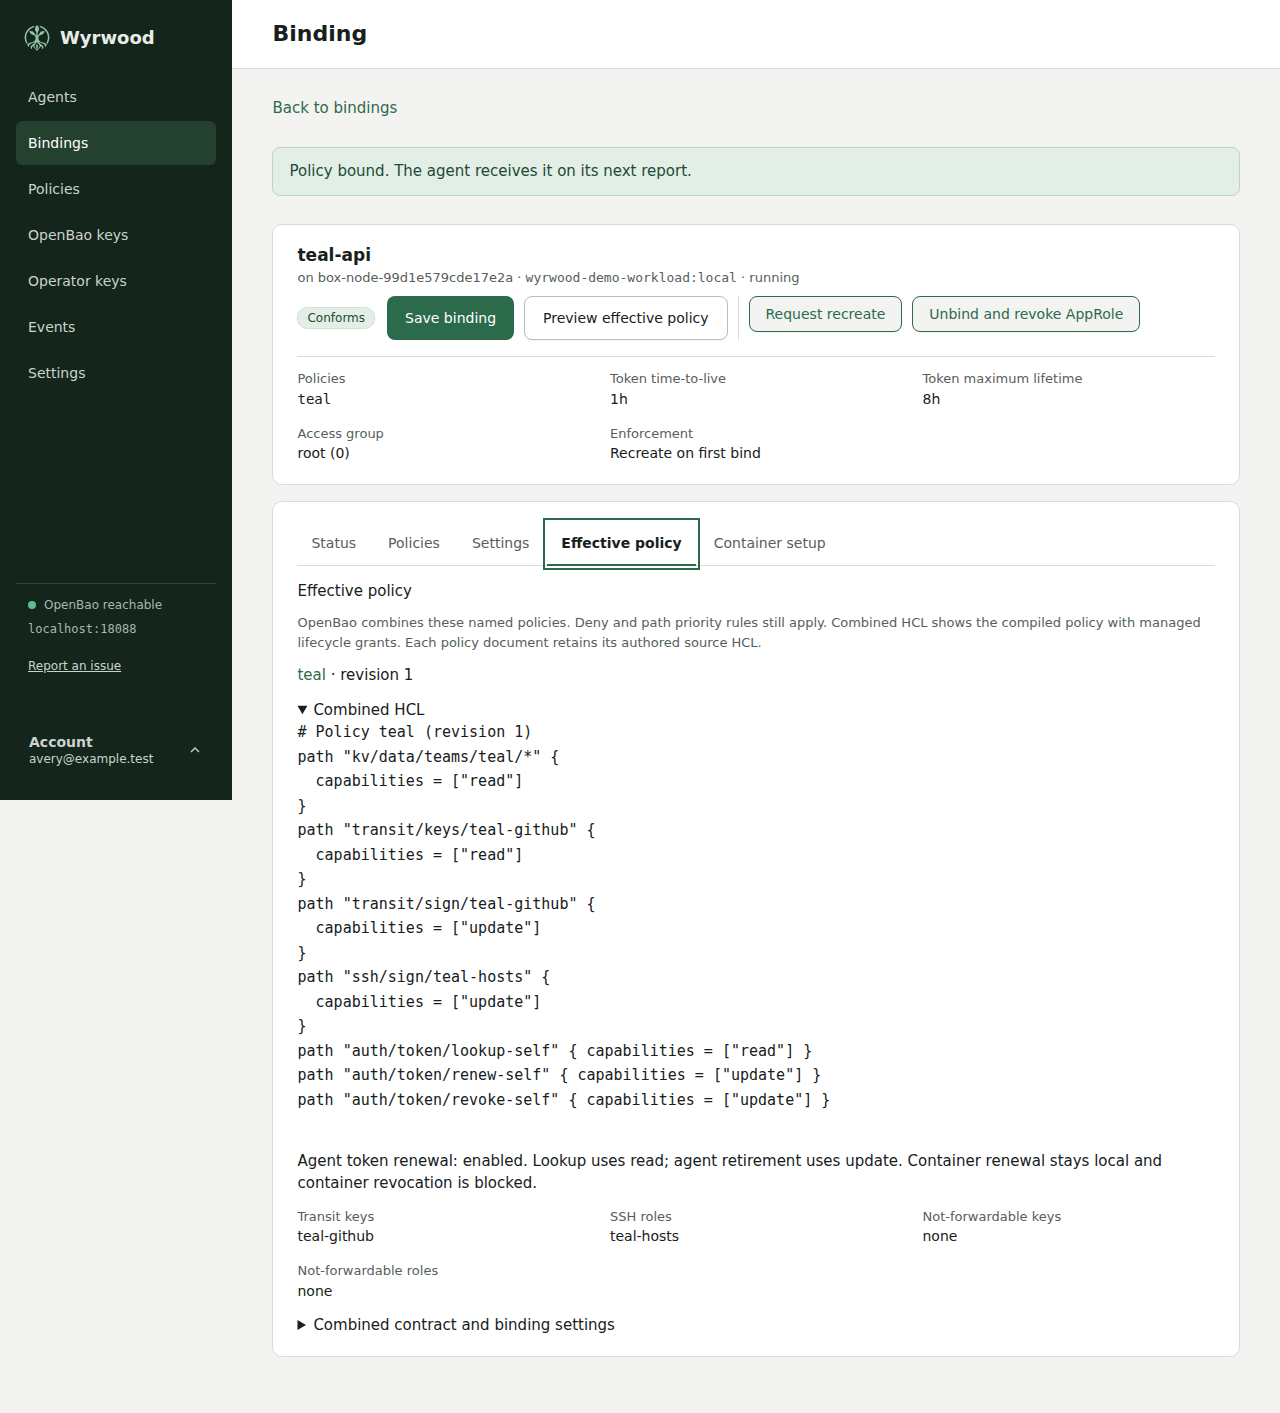 Wyrwood
Agents
Bindings
Policies
OpenBao keys
Operator keys
Events
Settings
OpenBao reachable
localhost:18088
Report an issue
Account
avery@example.test
Binding
Back to bindings
Policy bound. The agent receives it on its next report.
teal-api
on box-node-99d1e579cde17e2a · wyrwood-demo-workload:local · running
Conforms
Save binding
Preview effective policy
Request recreate
Unbind and revoke AppRole
Policies
teal
Token time-to-live
1h
Token maximum lifetime
8h
Access group
root (0)
Enforcement
Recreate on first bind
Status
Policies
Settings
Effective policy
Container setup
Effective policy
OpenBao combines these named policies. Deny and path priority rules still apply. Combined HCL shows the compiled policy with managed
lifecycle grants. Each policy document retains its authored source HCL.
teal · revision 1
Combined HCL
# Policy teal (revision 1)
path "kv/data/teams/teal/*" {
  capabilities = ["read"]
}
path "transit/keys/teal-github" {
  capabilities = ["read"]
}
path "transit/sign/teal-github" {
  capabilities = ["update"]
}
path "ssh/sign/teal-hosts" {
  capabilities = ["update"]
}
path "auth/token/lookup-self" { capabilities = ["read"] }
path "auth/token/renew-self" { capabilities = ["update"] }
path "auth/token/revoke-self" { capabilities = ["update"] }
Agent token renewal: enabled. Lookup uses read; agent retirement uses update. Container renewal stays local and
container revocation is blocked.
Transit keys
teal-github
SSH roles
teal-hosts
Not-forwardable keys
none
Not-forwardable roles
none
Combined contract and binding settings